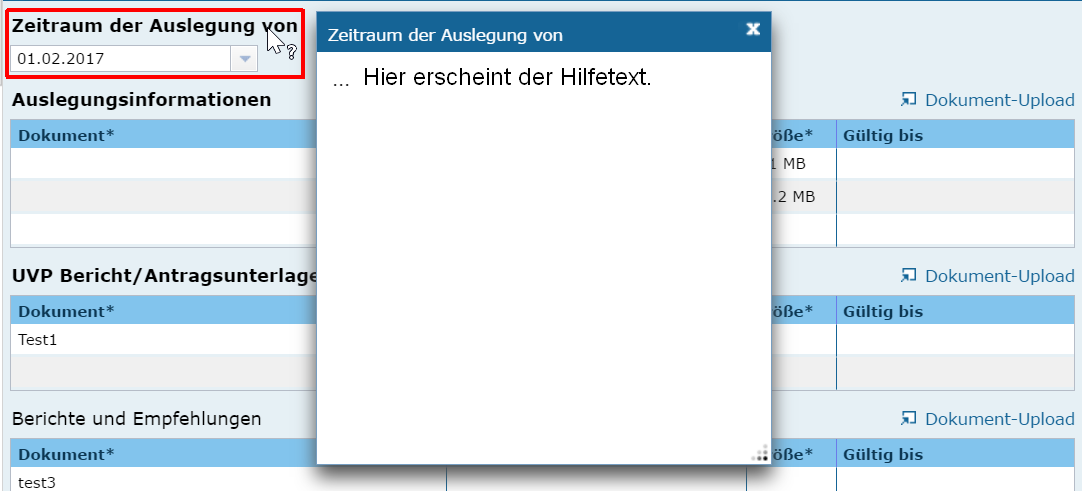 Zeitraum der Auslegung von
01.02.2017
Zeitraum der Auslegung von
... Hier erscheint der Hilfetext.
Auslegungsinformationen
Dokument-Upload
Dokument* öße* Gültig bis
1 MB
.2 MB
UVP Bericht/Antragsunterlage
Dokument-Upload
Dokument* öße* Gültig bis
Test1
Berichte und Empfehlungen
Dokument-Upload
Dokument* öße* Gültig bis
test3